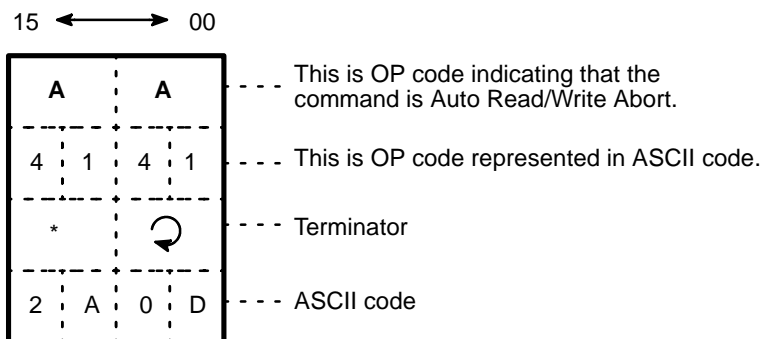 15 00
A A
This is OP code indicating that the
command is Auto Read/Write Abort.
4 1 4 1
This is OP code represented in ASCII code.
*
Terminator
2 A 0 D
ASCII code